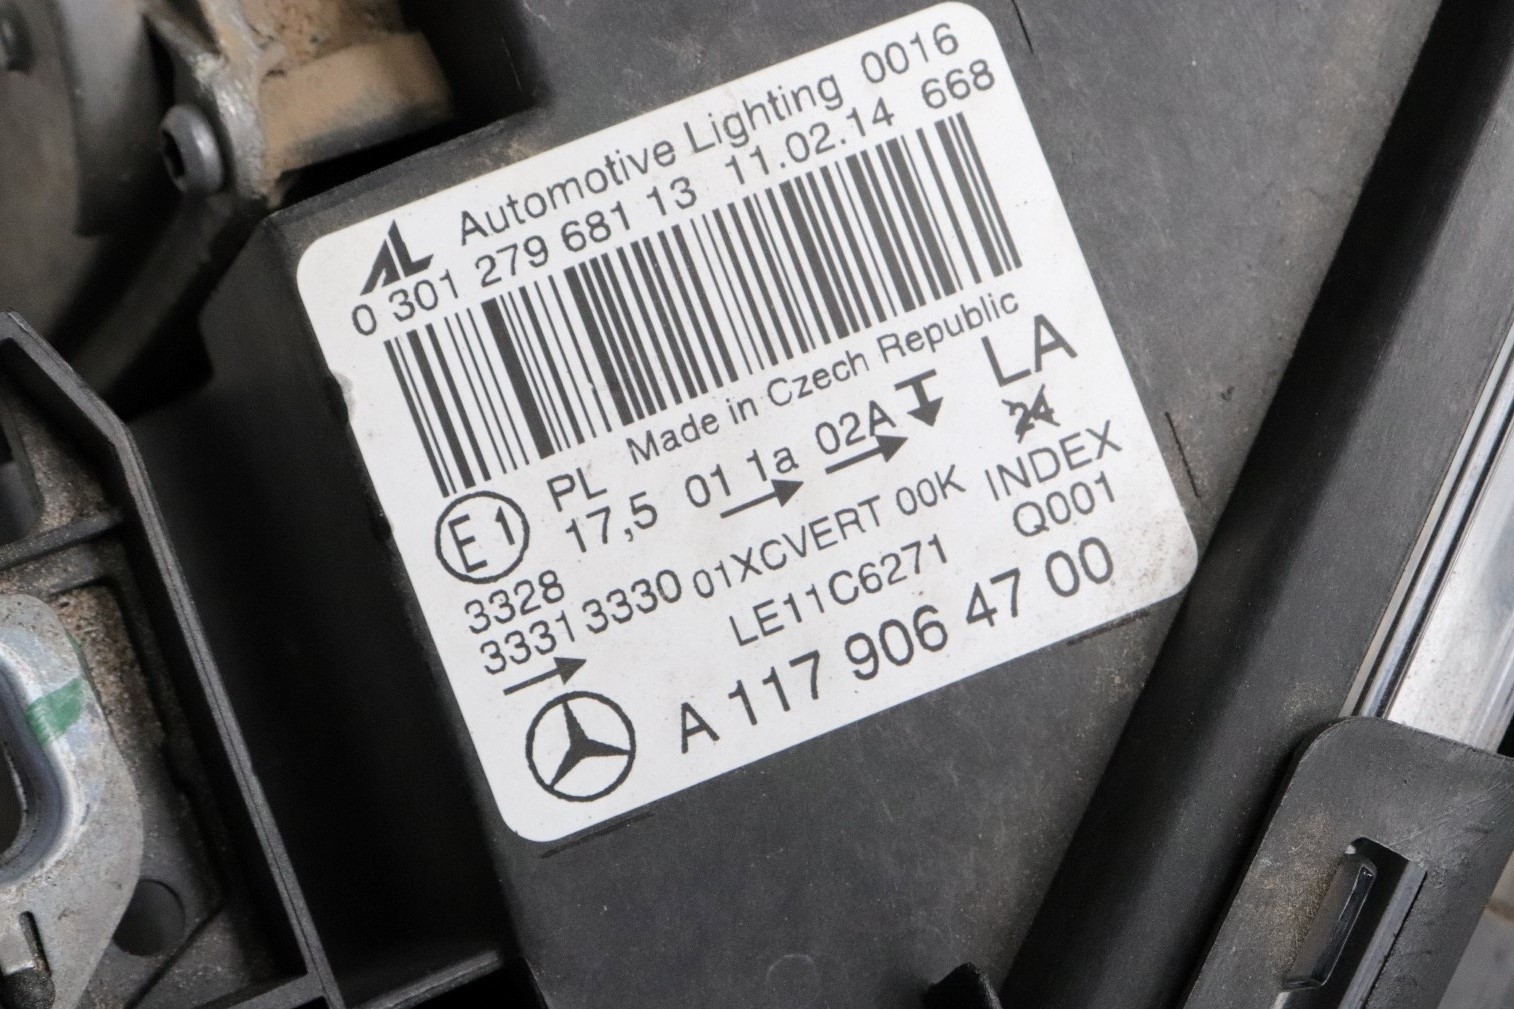 AL Automotive Lighting 0016
0 301 279 681 13 11.02.14 668
Made in Czech Republic
LA
24
PL
17,5 01 1a 02A
INDEX
Q001
E1
3328
3331 3330 01XCVERT 00K
LE11C6271
A 117 906 47 00